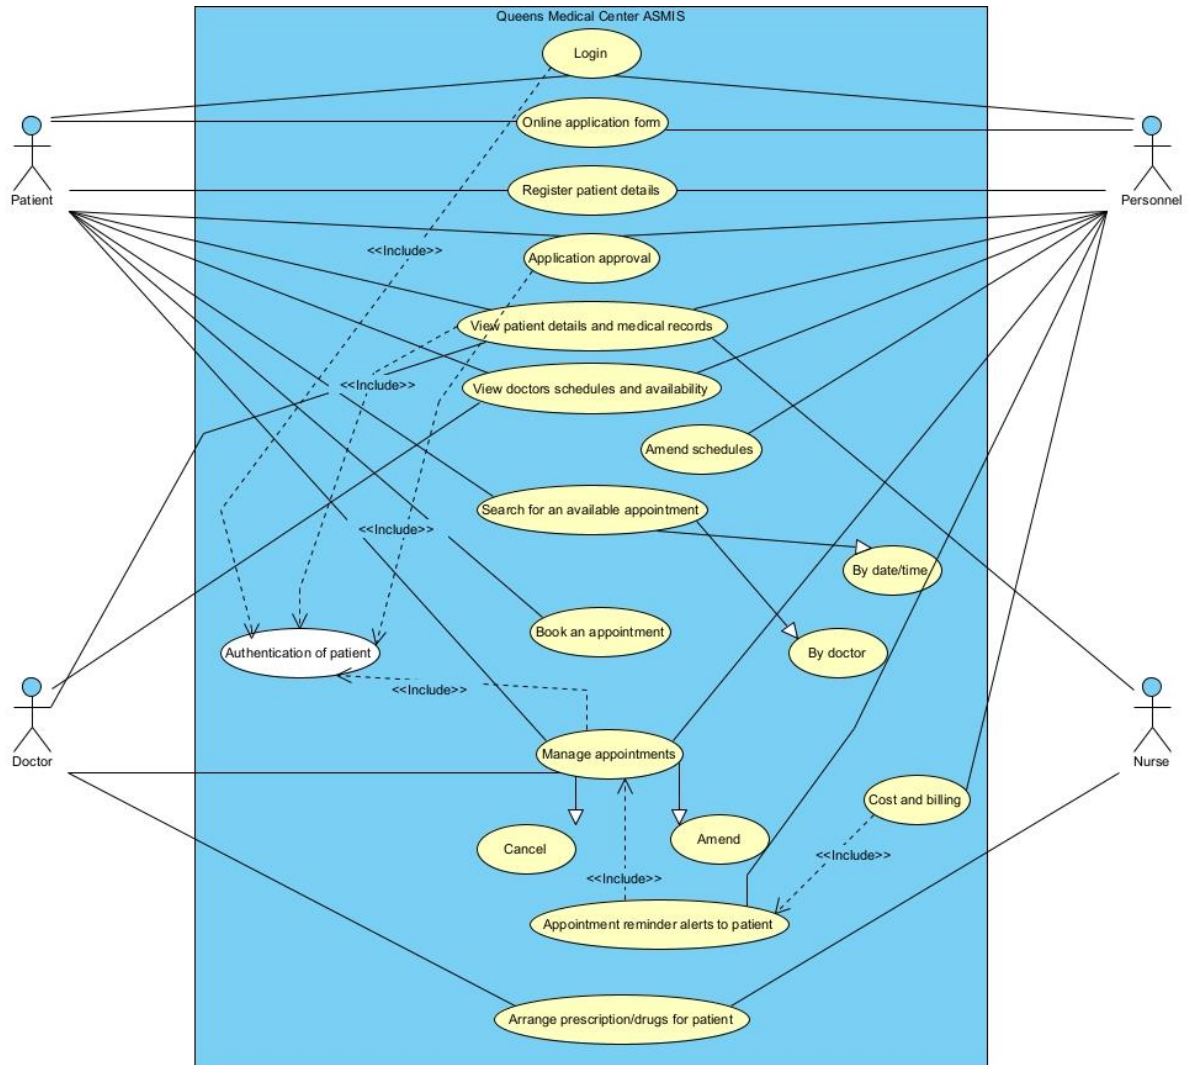 Queens Medical Center ASMIS
Login
Online application form
Patient
Personnel
Register patient details
<<Include>>
Application approval
View patient details and medical records
<<Include>>
View doctors schedules and availability
Amend schedules
Search for an available appointment
<<Include>>
By date/time
Book an appointment
Authentication of patient
By doctor
<<Include>>
Doctor
Manage appointments
Nurse
Cost and billing
Cancel
Amend
<<Include>>
<<Include>>
Appointment reminder alerts to patient
Arrange prescription/drugs for patient